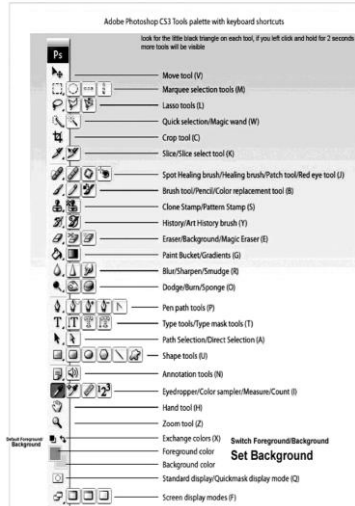 Adobe Photoshop CS3 Tools palette with keyboard shortcuts
look for the little black triangle on each tool, if you left click and hold for 2 seconds
more tools will be visible
Ps
Move tool (V)
Marquee selection tools (M)
Lasso tools (L)
Quick selection/Magic wand (W)
Crop tool (C)
Slice/Slice select tool (K)
Spot Healing brush/Healing brush/Patch tool/Red eye tool (J)
Brush tool/Pencil/Color replacement tool (B)
Clone Stamp/Pattern Stamp (S)
History/Art History brush (Y)
Eraser/Background/Magic Eraser (E)
Paint Bucket/Gradients (G)
Blur/Sharpen/Smudge (R)
Dodge/Burn/Sponge (O)
Pen path tools (P)
Type tools/Type mask tools (T)
Path Selection/Direct Selection (A)
Shape tools (U)
Annotation tools (N)
Eyedropper/Color sampler/Measure/Count (I)
Hand tool (H)
Zoom tool (Z)
Default Foreground/
Background
Exchange colors (X)
Switch Foreground/Background
Foreground color
Set Background
Background color
Standard display/Quickmask display mode (Q)
Screen display modes (F)